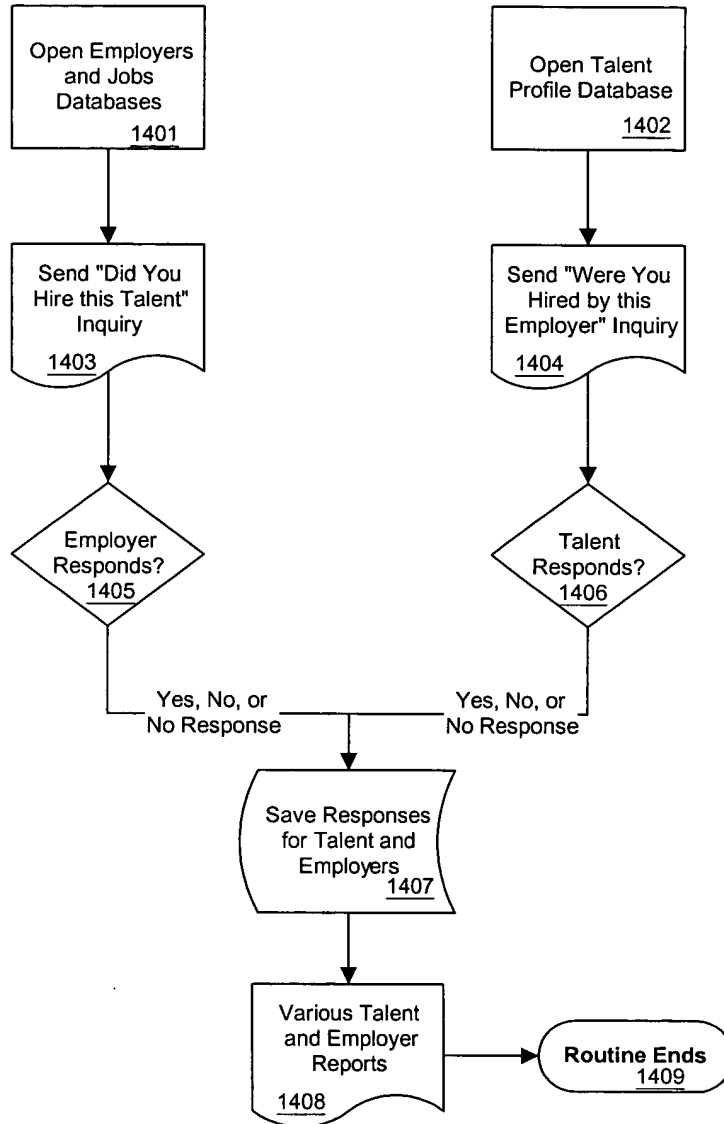 Open Employers
and Jobs
Databases
1401
Open Talent
Profile Database
1402
Send "Did You
Hire this Talent"
Inquiry
1403
Send "Were You
Hired by this
Employer" Inquiry
1404
Employer
Responds?
1405
Talent
Responds?
1406
Yes, No, or
No Response
Yes, No, or
No Response
Save Responses
for Talent and
Employers
1407
Various Talent
and Employer
Reports
1408
Routine Ends
1409